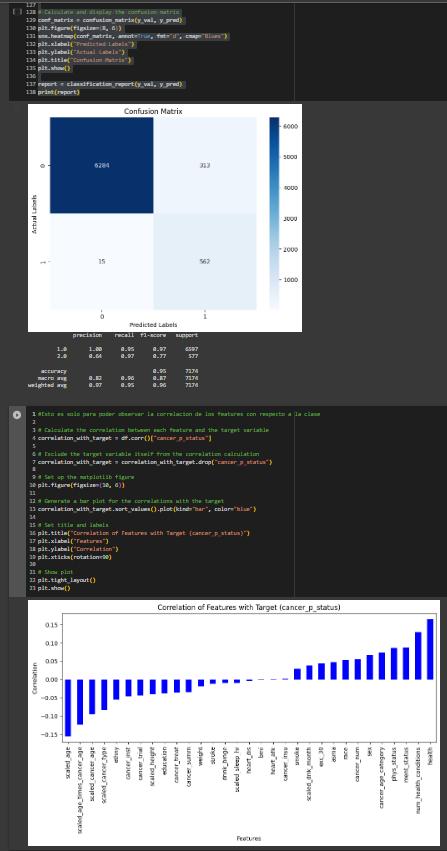 127
[ ] 128 # Calculate and display the confusion matrix
129 conf_matrix = confusion_matrix(y_val, y_pred)
130 plt.figure(figsize=(8, 6))
131 sns.heatmap(conf_matrix, annot=True, fmt="d", cmap="Blues")
132 plt.xlabel("Predicted Labels")
133 plt.ylabel("Actual Labels")
134 plt.title("Confusion Matrix")
135 plt.show()
136
137 report = classification_report(y_val, y_pred)
138 print(report)
Confusion Matrix
6284
313
15
562
0
1
Actual Labels
0
1
Predicted Labels
6000
5000
4000
3000
2000
1000
precision recall f1-score support
1.0 1.00 0.95 0.97 6597
2.0 0.64 0.97 0.77 577
accuracy 0.95 7174
macro avg 0.82 0.96 0.87 7174
weighted avg 0.97 0.95 0.96 7174
1 #Esto es solo para poder observar la correlacion de los features con respecto a la clase
2
3 # Calculate the correlation between each feature and the target variable
4 correlation_with_target = df.corr()["cancer_p_status"]
5
6 # Exclude the target variable itself from the correlation calculation
7 correlation_with_target = correlation_with_target.drop("cancer_p_status")
8
9 # Set up the matplotlib figure
10 plt.figure(figsize=(10, 6))
11
12 # Generate a bar plot for the correlations with the target
13 correlation_with_target.sort_values().plot(kind="bar", color="blue")
14
15 # Set title and labels
16 plt.title("Correlation of Features with Target (cancer_p_status)")
17 plt.xlabel("Features")
18 plt.ylabel("Correlation")
19 plt.xticks(rotation=90)
20
21 # Show plot
22 plt.tight_layout()
23 plt.show()
Correlation of Features with Target (cancer_p_status)
0.15
0.10
0.05
0.00
−0.05
−0.10
−0.15
Correlation
scaled_age
scaled_age_times_cancer_age
scaled_cancer_age
scaled_cancer_type
cancer_inst
cancer_trial
scaled_height
education
cancer_treat
cancer_summ
weight
stroke
scaled_sleep_hr
heart_dis
bmi
heart_atk
cancer_insu
smoke
scaled_drnk_month
exc_30
race
cancer_num
sex
cancer_age_category
phys_status
ment_status
num_health_conditions
health
Features